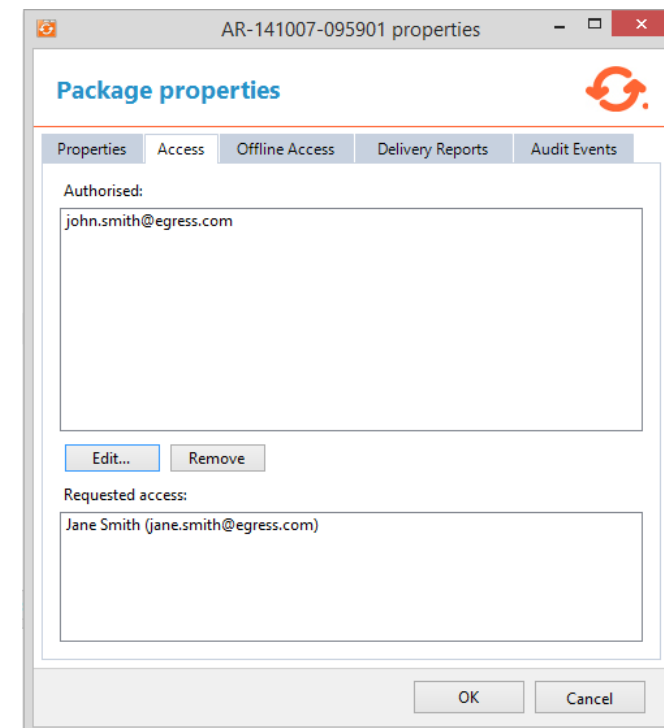 AR-141007-095901 properties
Package properties
Properties Access Offline Access Delivery Reports Audit Events
Authorised:
john.smith@egress.com
Edit... Remove
Requested access:
Jane Smith (jane.smith@egress.com)
OK Cancel